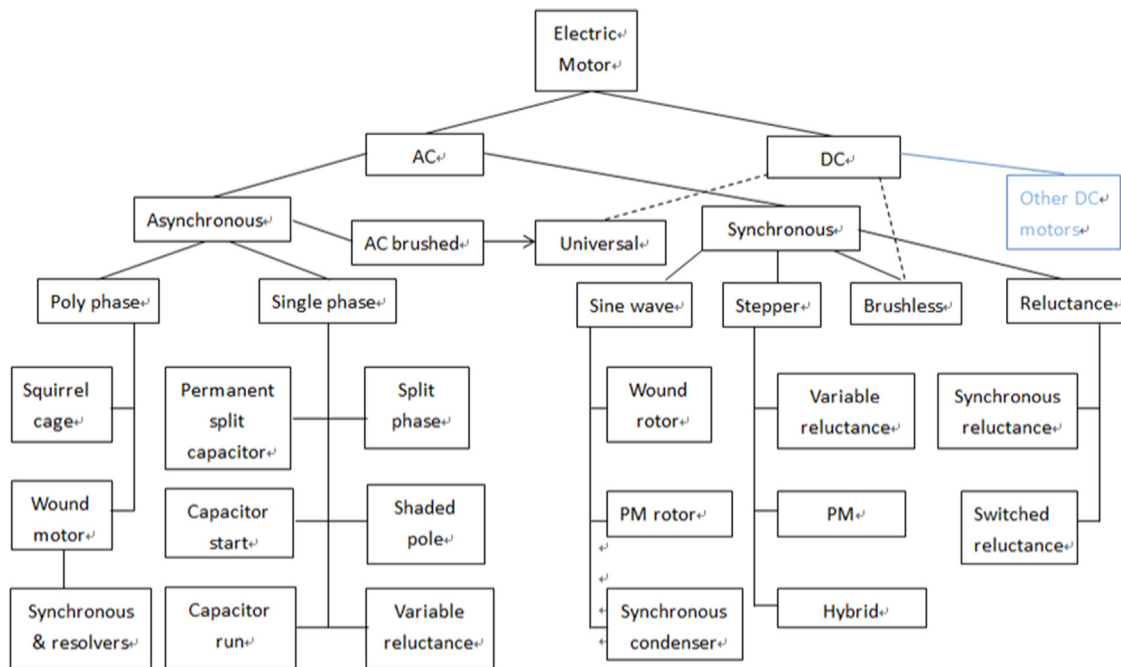 Electric
Motor
AC
DC
Other DC
motors
Asynchronous
AC brushed
Universal
Synchronous
Poly phase
Single phase
Sine wave
Stepper
Brushless
Reluctance
Squirrel
cage
Permanent
split
capacitor
Split
phase
Wound
rotor
Variable
reluctance
Synchronous
reluctance
Wound
motor
Capacitor
start
Shaded
pole
PM rotor
PM
Switched
reluctance
Synchronous
& resolvers
Capacitor
run
Variable
reluctance
Synchronous
condenser
Hybrid